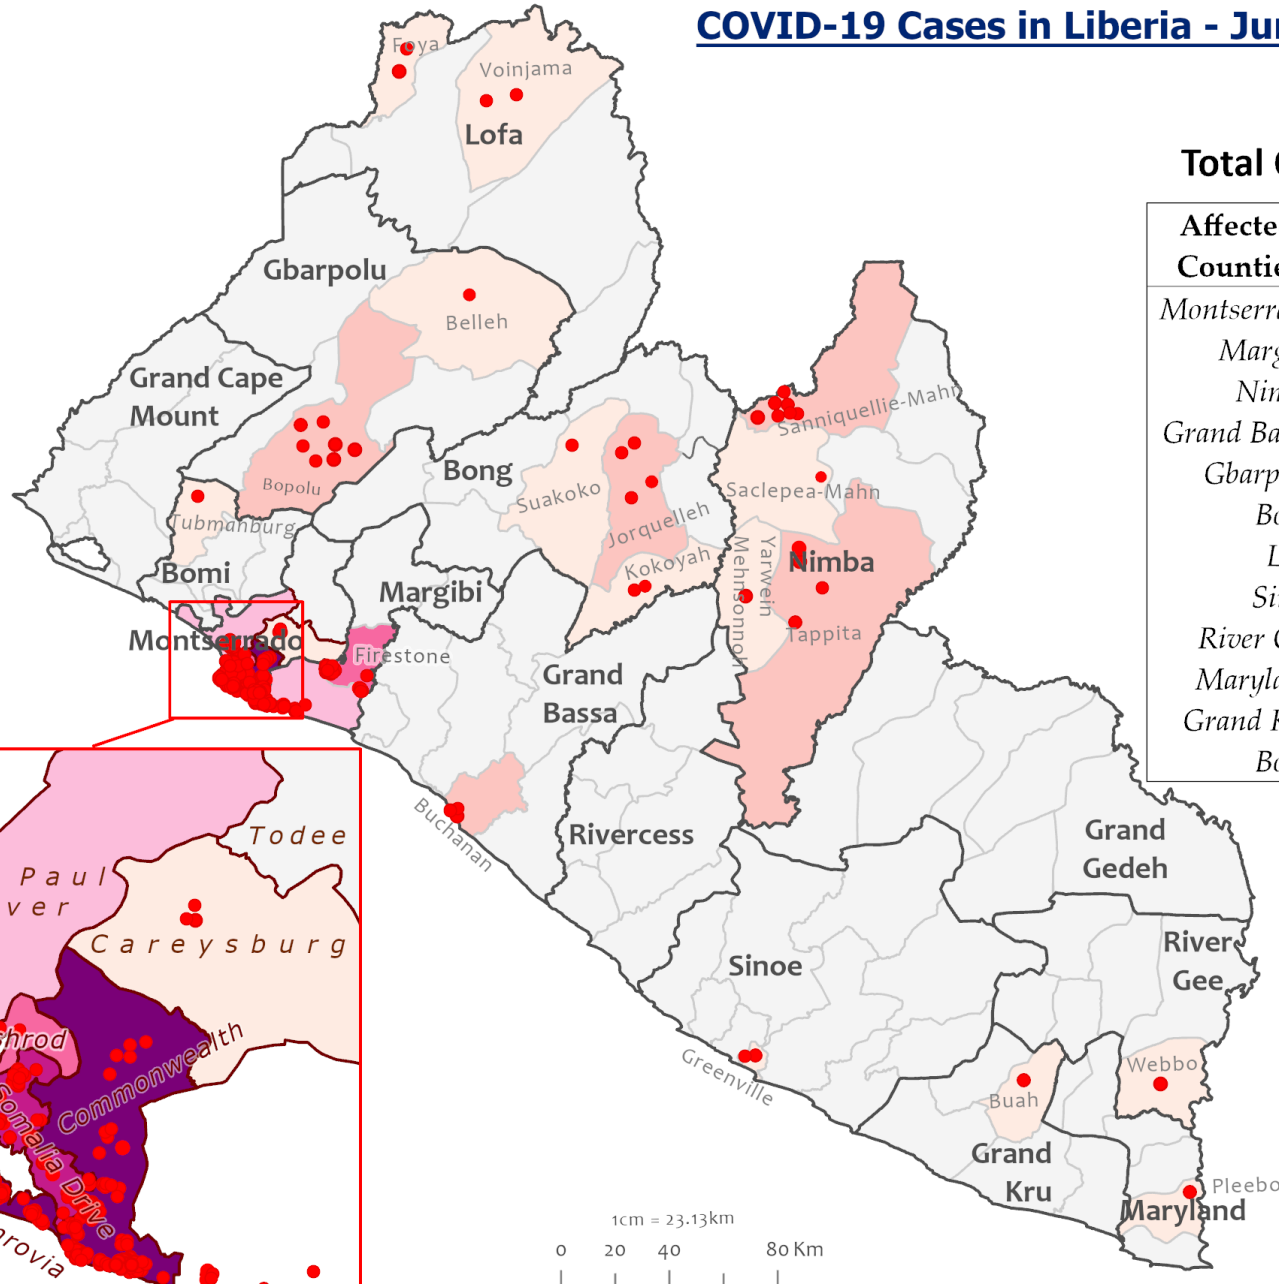 COVID-19 Cases in Liberia - Ju
Foya
Voinjama
Lofa
Total
Affecte
Countie
Montserra
Marg
Nim
Grand Ba
Gbarp
Bo
L
Si
River
Maryla
Grand
Bo
Gbarpolu
Belleh
Grand Cape
Mount
Sanniquellie-Mahn
Bong
Bopolu
Suakoko
Saclepea-Mahn
Jorquelleh
Tubmanburg
Kokoyah
Yarwein
Mehnsonnoh
Nimba
Bomi
Margibi
Tappita
Montserrado
Firestone
Grand
Bassa
Buchanan
Rivercess
Grand
Gedeh
Todee
Paul
ver
Careysburg
River
Gee
Sinoe
shrod
Commonwealth
Greenville
Webbo
Buah
Somalia Drive
Grand
Kru
Pleebo
Maryland
rovia
1cm = 23.13km
0 20 40 80 Km